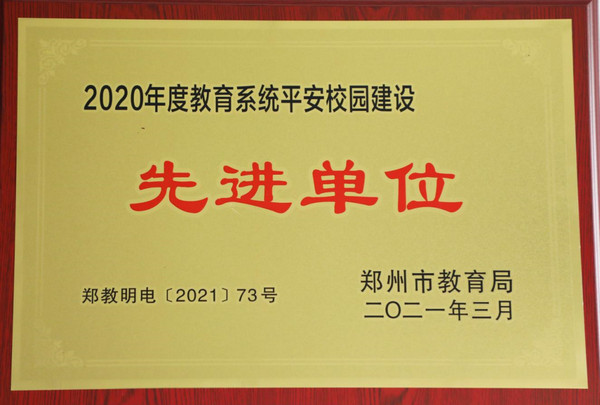 2020年度教育系统平安校园建设
先进单位
郑教明电〔2021〕73号
郑州市教育局
二〇二一年三月